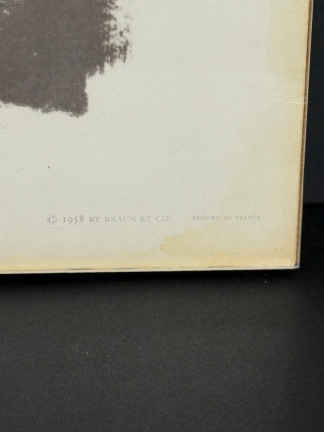 © 1958 BY BRAUN ET CIE PRINTED IN FRANCE